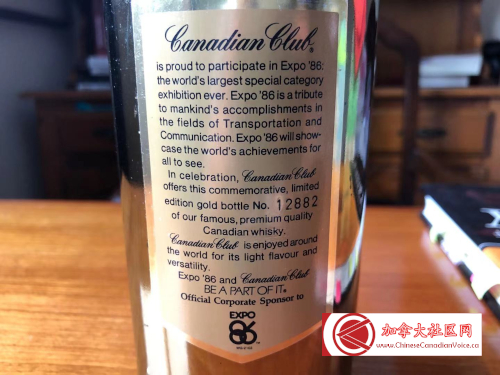 Canadian Club®
is proud to participate in Expo '86:
the world's largest special category
exhibition ever. Expo '86 is a tribute
to mankind's accomplishments in
the fields of Transportation and
Communication. Expo '86 will show-
case the world's achievements for
all to see.
In celebration, Canadian Club
offers this commemorative, limited
edition gold bottle No. 12882
of our famous, premium quality
Canadian whisky.
Canadian Club is enjoyed around
the world for its light flavour and
versatility.
Expo '86 and Canadian Club
BE A PART OF IT.
Official Corporate Sponsor to
EXPO
86
加拿大社区网
www.ChineseCanadianVoice.ca